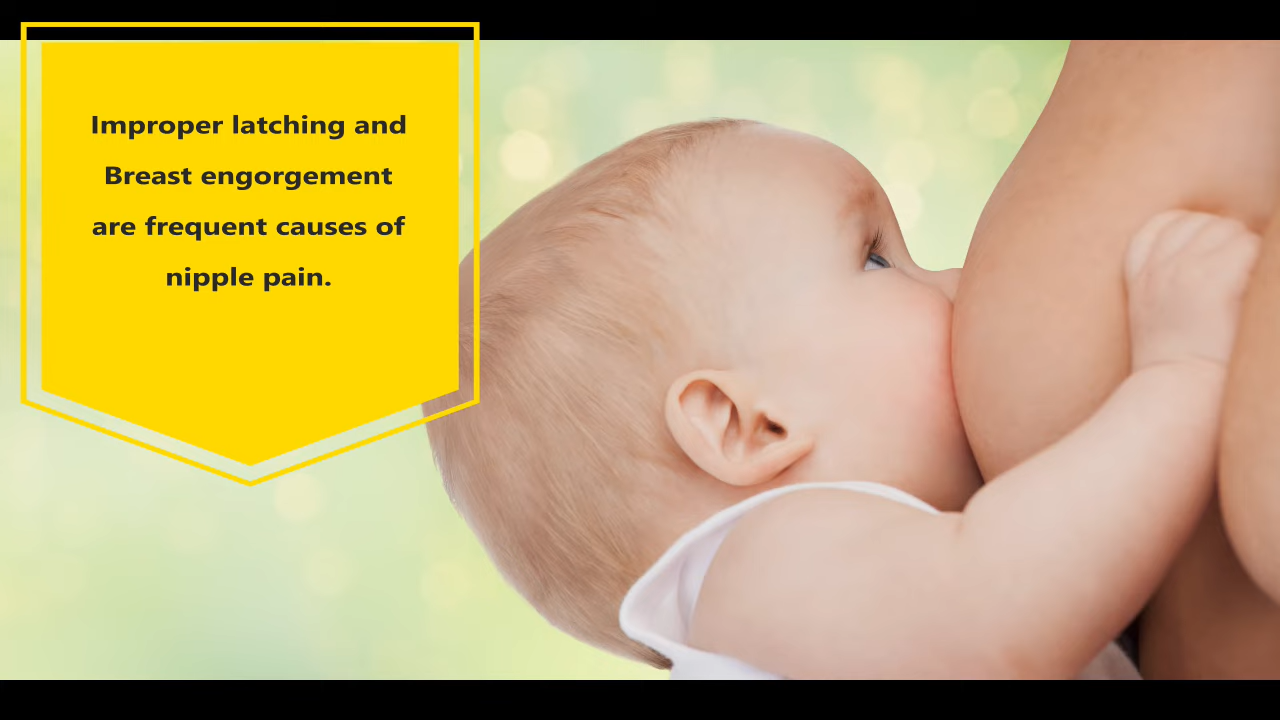 Improper latching and
Breast engorgement
are frequent causes of
nipple pain.